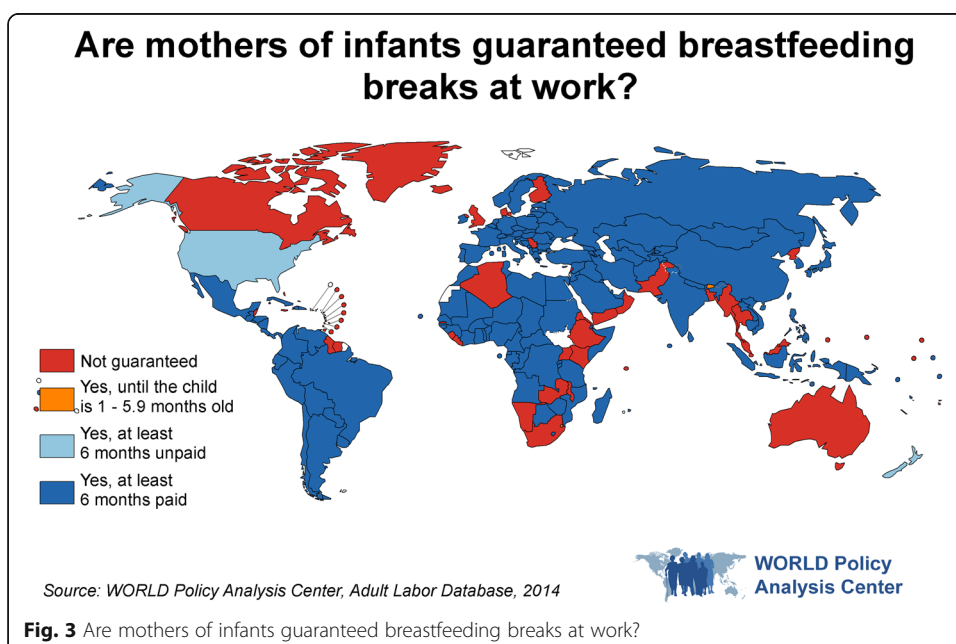 Are mothers of infants guaranteed breastfeeding
breaks at work?
Not guaranteed
Yes, until the child
is 1 - 5.9 months old
Yes, at least
6 months unpaid
Yes, at least
6 months paid
Source: WORLD Policy Analysis Center, Adult Labor Database, 2014
WORLD Policy
Analysis Center
Fig. 3 Are mothers of infants guaranteed breastfeeding breaks at work?